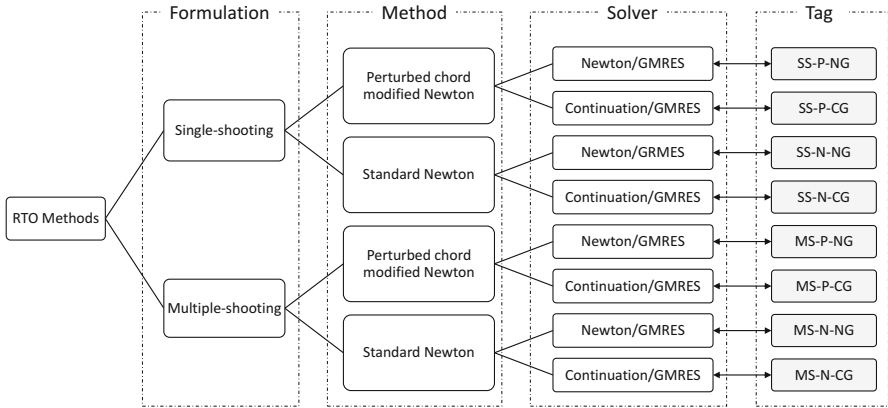 Formulation
Method
Solver
Tag
RTO Methods
Single-shooting
Multiple-shooting
Perturbed chord
modified Newton
Standard Newton
Perturbed chord
modified Newton
Standard Newton
Newton/GMRES
Continuation/GMRES
Newton/GRMES
Continuation/GMRES
Newton/GMRES
Continuation/GMRES
Newton/GMRES
Continuation/GMRES
SS-P-NG
SS-P-CG
SS-N-NG
SS-N-CG
MS-P-NG
MS-P-CG
MS-N-NG
MS-N-CG